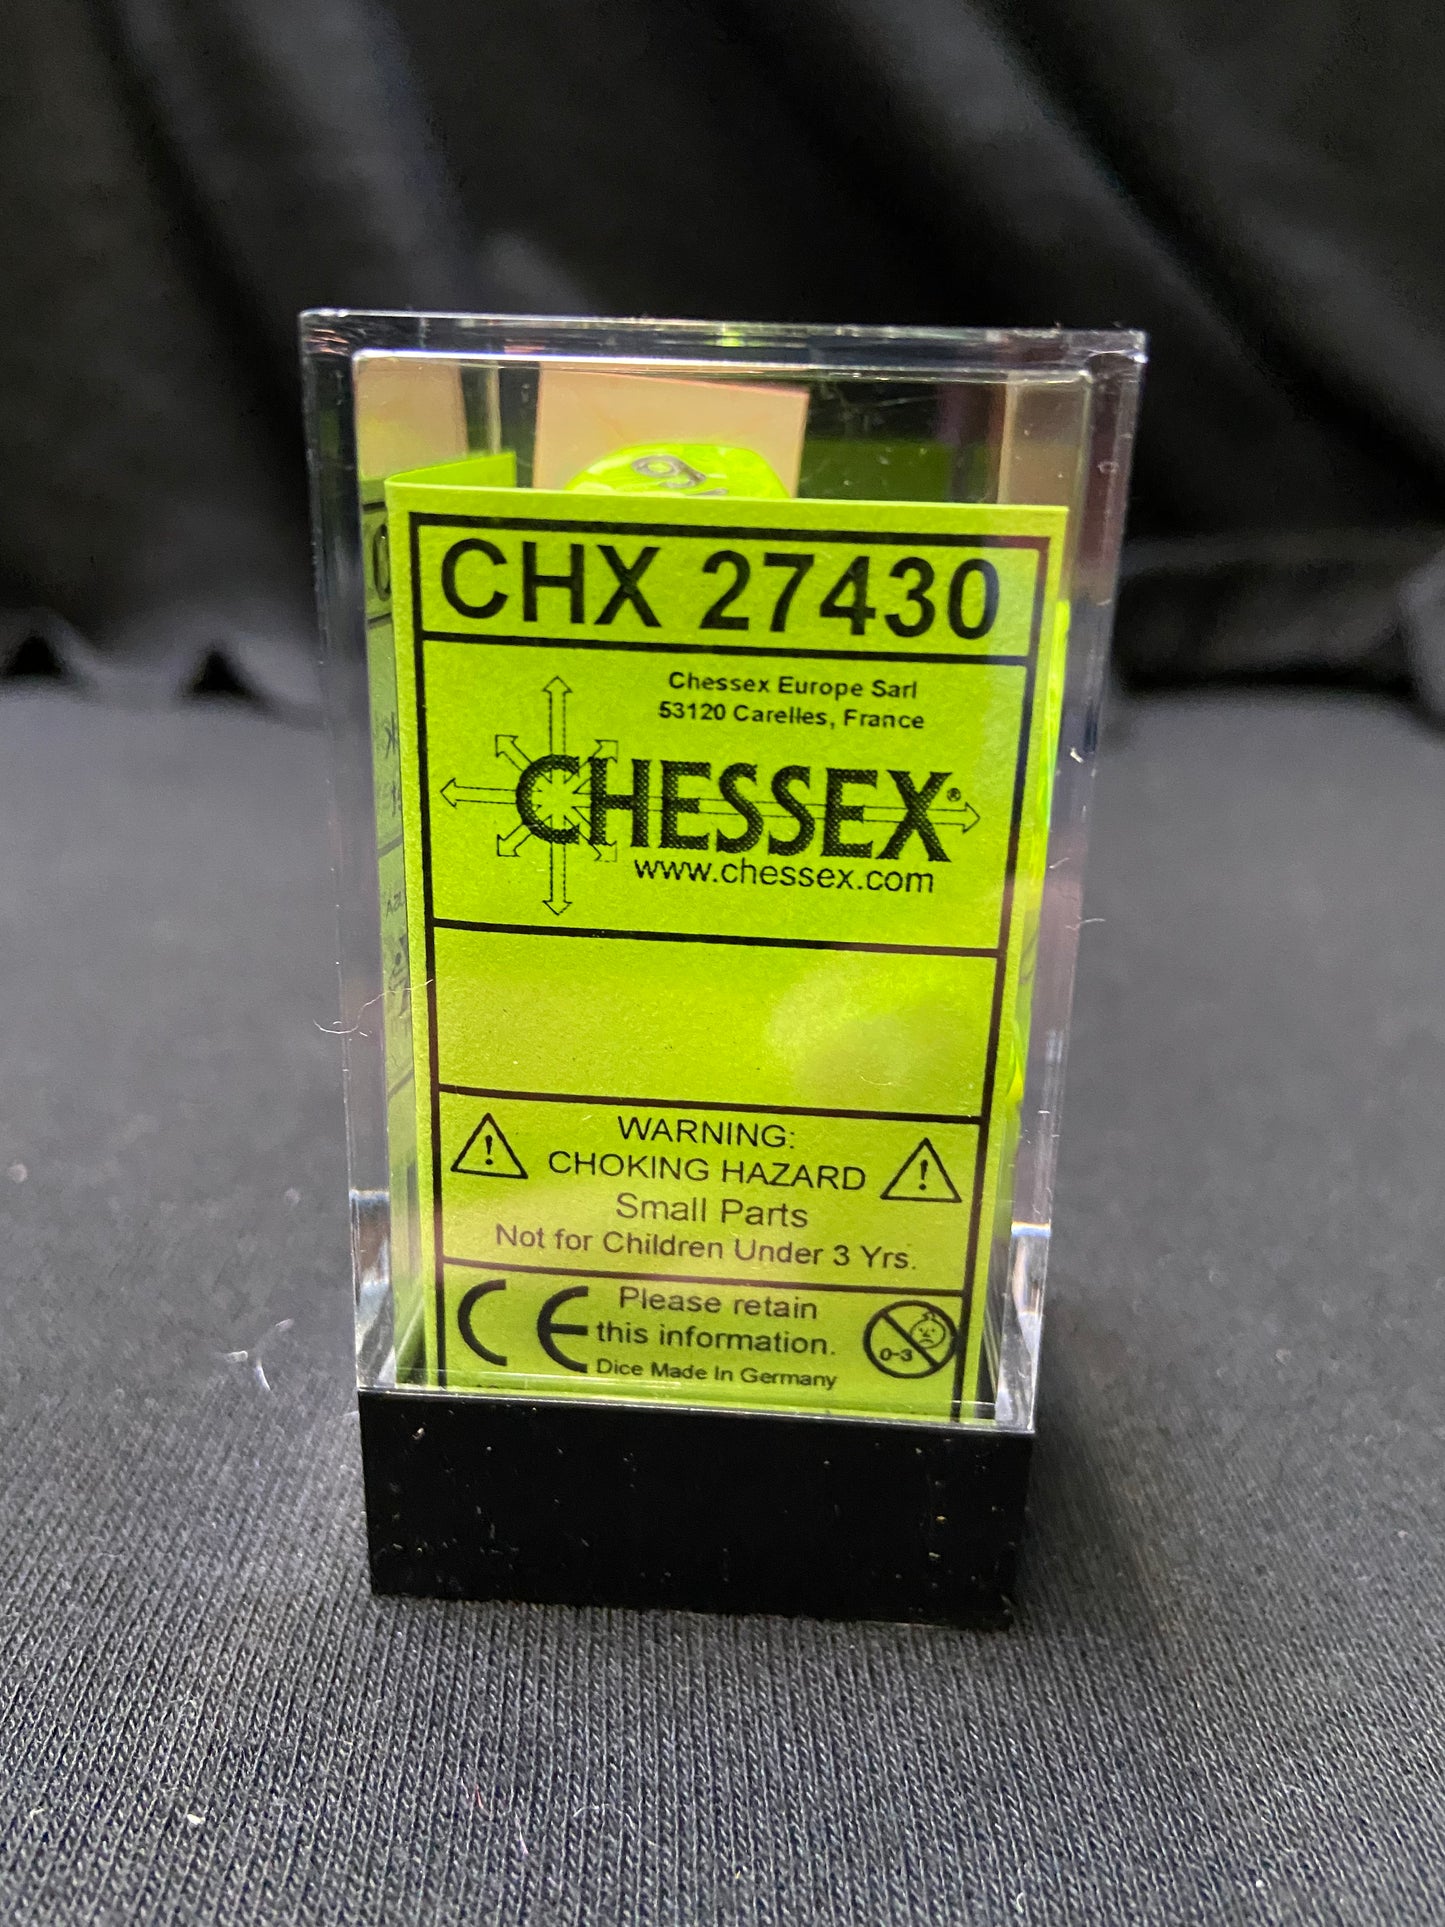 CHX 27430
Chessex Europe Sarl
53120 Carelles, France
CHESSEX®
www.chessex.com
WARNING:
CHOKING HAZARD
Small Parts
Not for Children Under 3 Yrs.
CE
Please retain
this information.
0-3
Dice Made In Germany